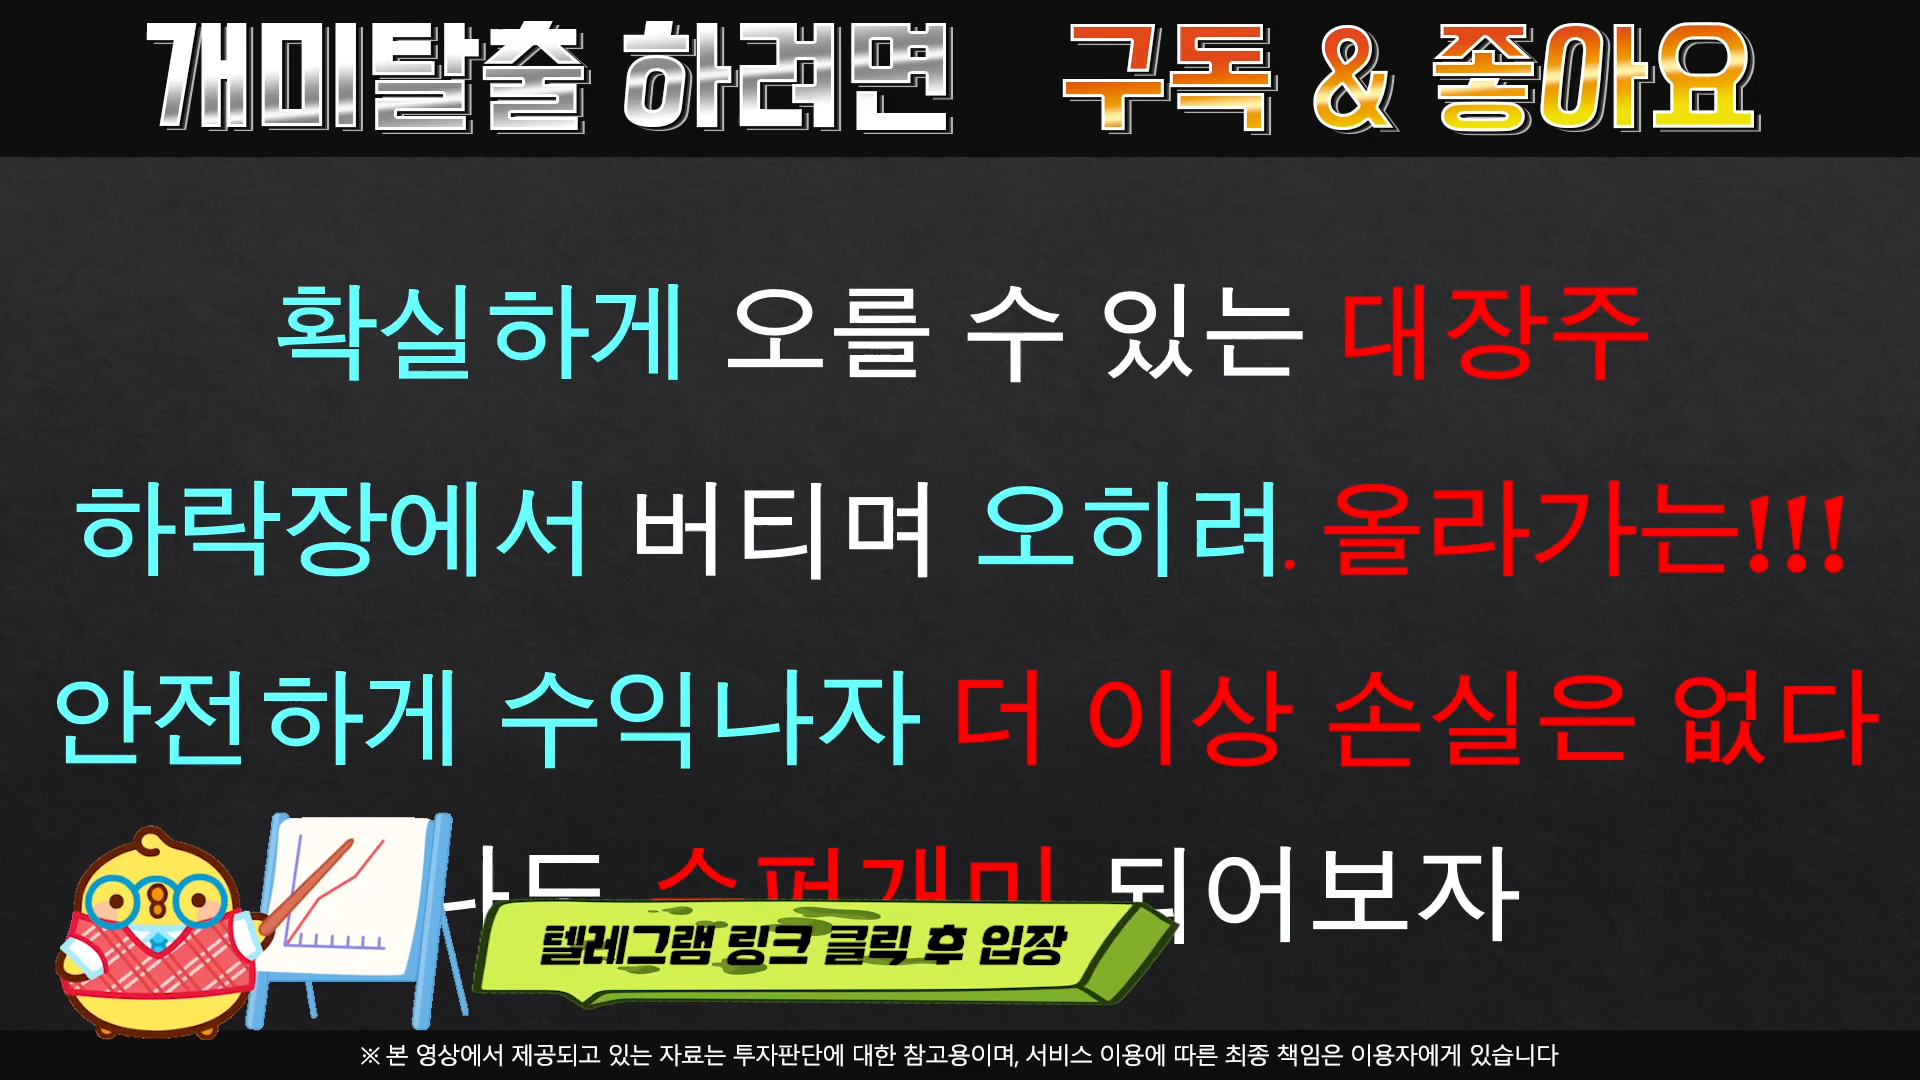 개미탈출 하려면 구독 & 좋아요
확실하게 오를 수 있는 대장주
하락장에서 버티며 오히려. 올라가는!!!
안전하게 수익나자 더 이상 손실은 없다
되어보자
텔레그램 링크 클릭 후 입장
※ 본 영상에서 제공되고 있는 자료는 투자판단에 대한 참고용이며, 서비스 이용에 따른 최종 책임은 이용자에게 있습니다